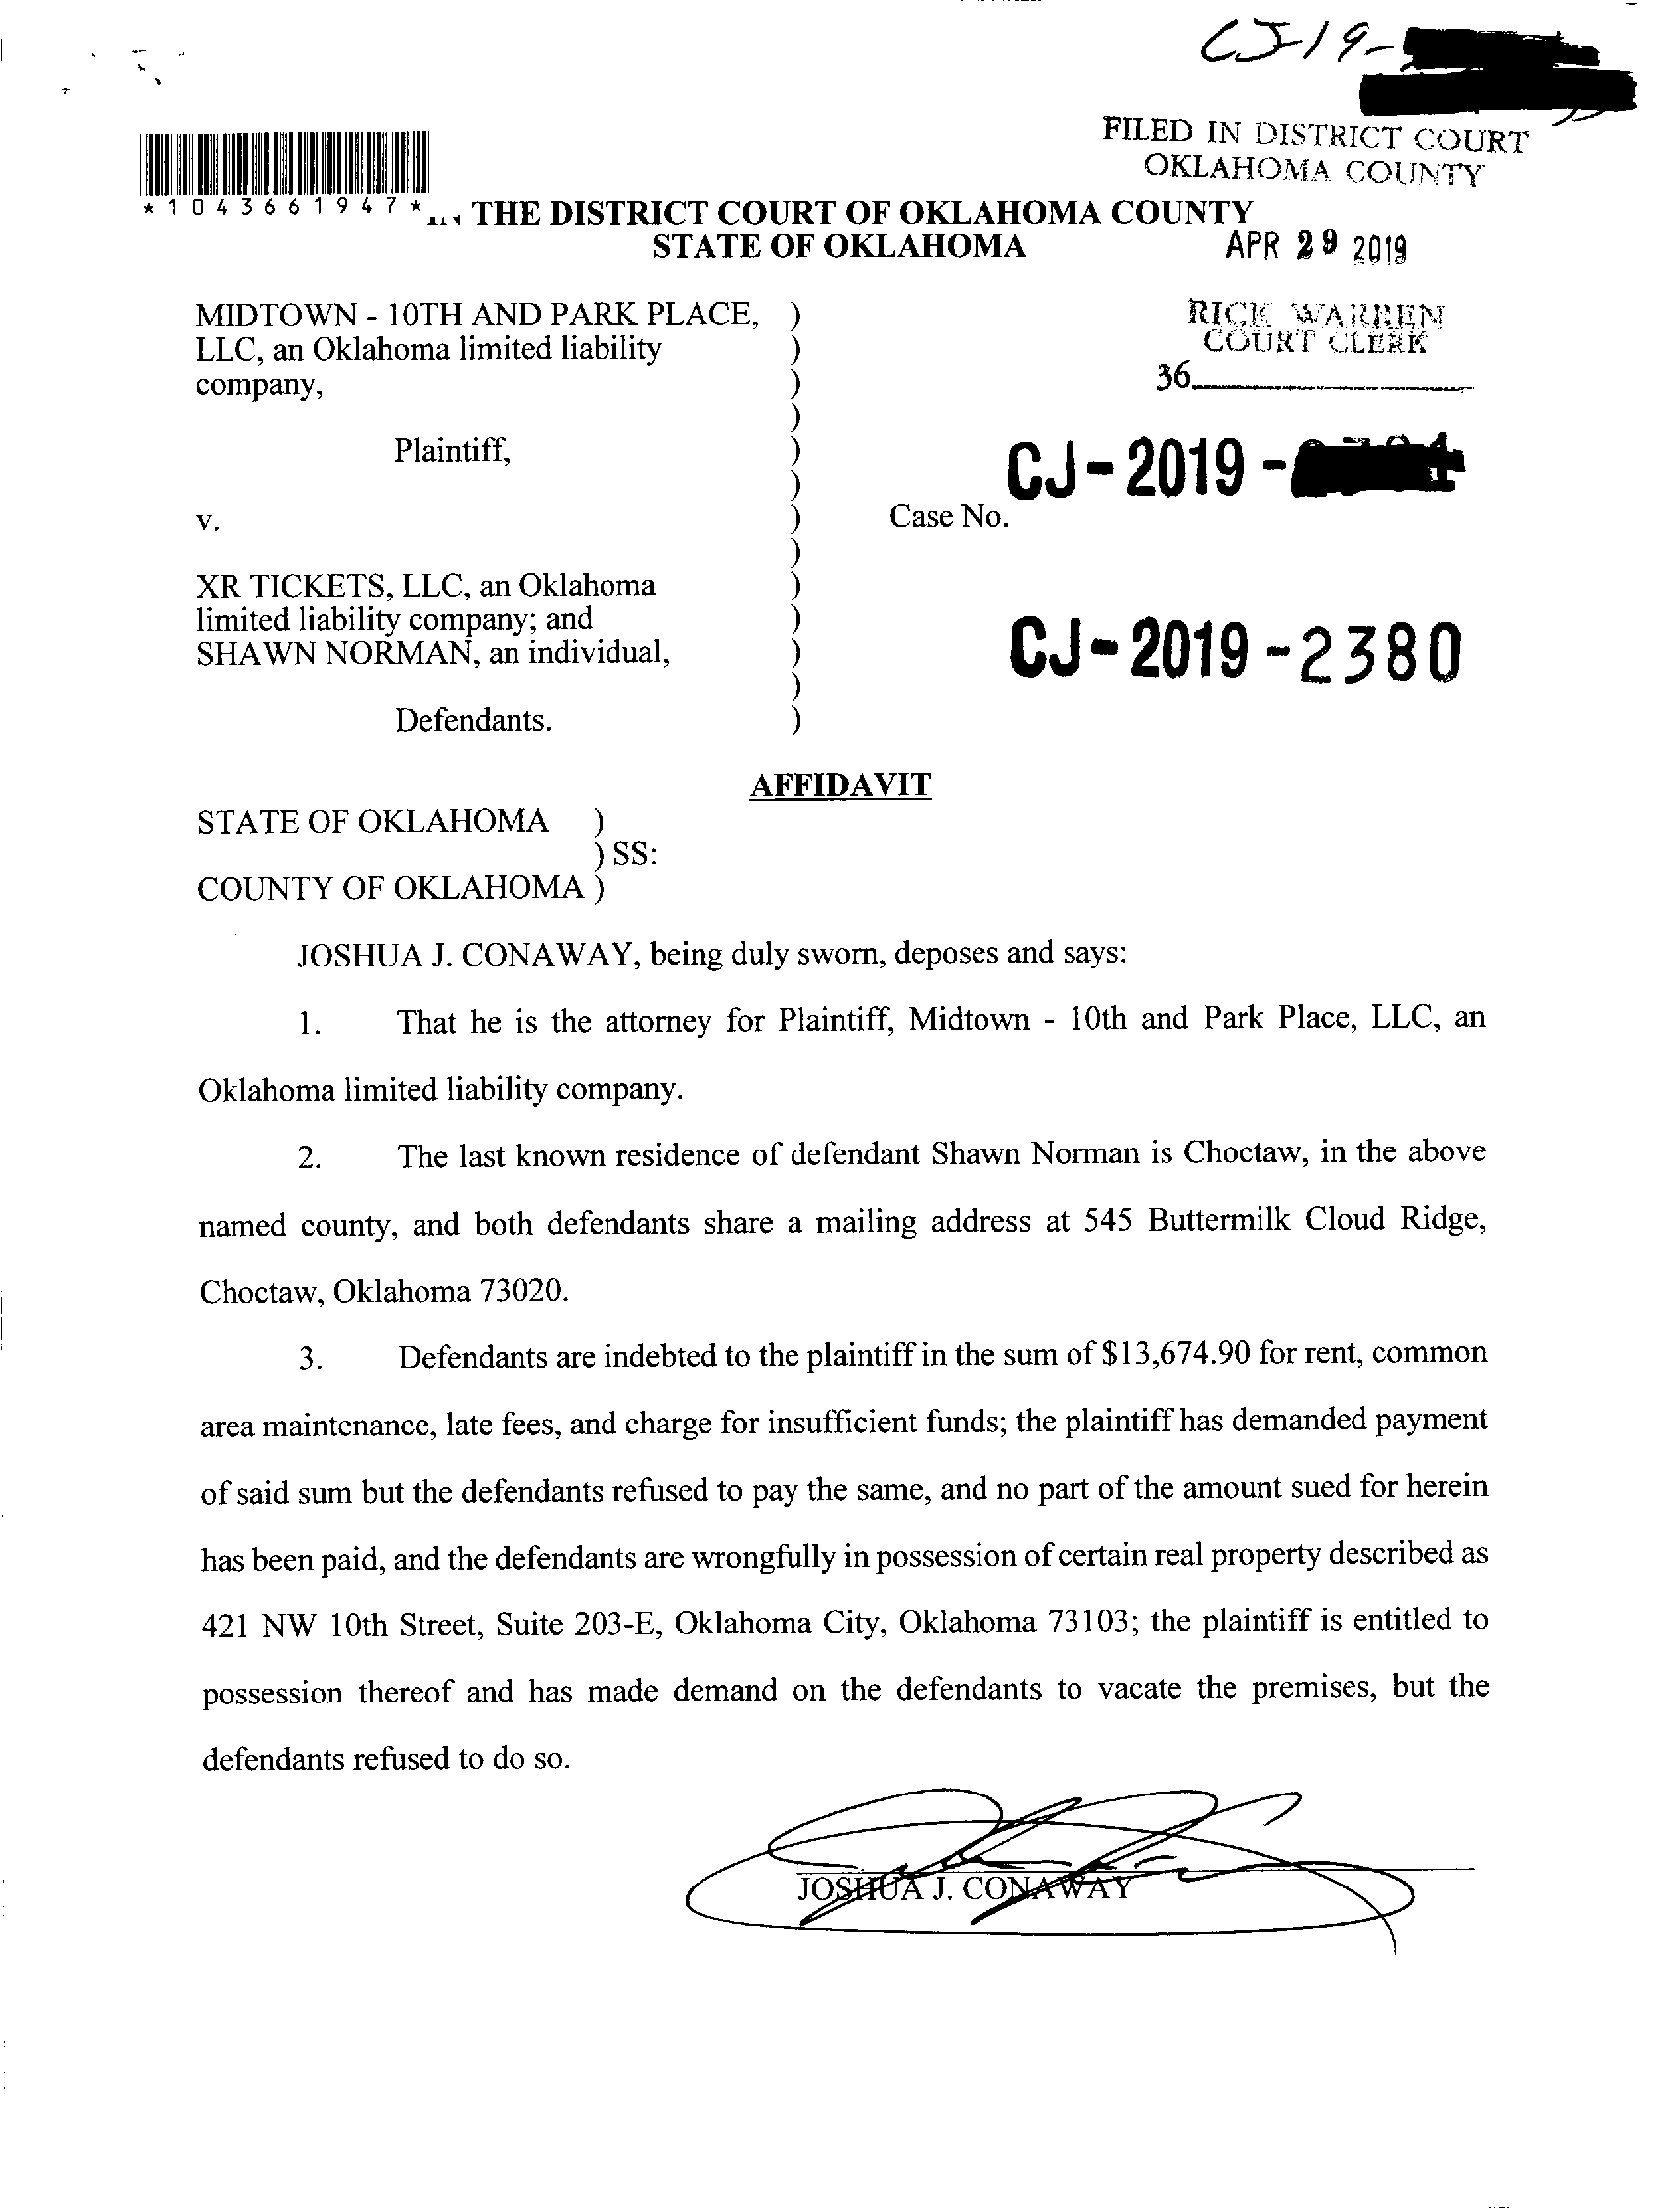 CJ-19-
FILED IN DISTRICT COURT
OKLAHOMA COUNTY
*1043661947*
THE DISTRICT COURT OF OKLAHOMA COUNTY
STATE OF OKLAHOMA
APR 29 2019
MIDTOWN - 10TH AND PARK PLACE, )
LLC, an Oklahoma limited liability )
company, )
)
Plaintiff, )
)
v. )
)
XR TICKETS, LLC, an Oklahoma )
limited liability company; and )
SHAWN NORMAN, an individual, )
)
Defendants. )
RICK WARREN
COURT CLERK
36
CJ-2019-
Case No.
CJ-2019-2380
AFFIDAVIT
STATE OF OKLAHOMA )
) SS:
COUNTY OF OKLAHOMA )
JOSHUA J. CONAWAY, being duly sworn, deposes and says:
1. That he is the attorney for Plaintiff, Midtown - 10th and Park Place, LLC, an
Oklahoma limited liability company.
2. The last known residence of defendant Shawn Norman is Choctaw, in the above
named county, and both defendants share a mailing address at 545 Buttermilk Cloud Ridge,
Choctaw, Oklahoma 73020.
3. Defendants are indebted to the plaintiff in the sum of $13,674.90 for rent, common
area maintenance, late fees, and charge for insufficient funds; the plaintiff has demanded payment
of said sum but the defendants refused to pay the same, and no part of the amount sued for herein
has been paid, and the defendants are wrongfully in possession of certain real property described as
421 NW 10th Street, Suite 203-E, Oklahoma City, Oklahoma 73103; the plaintiff is entitled to
possession thereof and has made demand on the defendants to vacate the premises, but the
defendants refused to do so.
JOSHUA J. CONAWAY